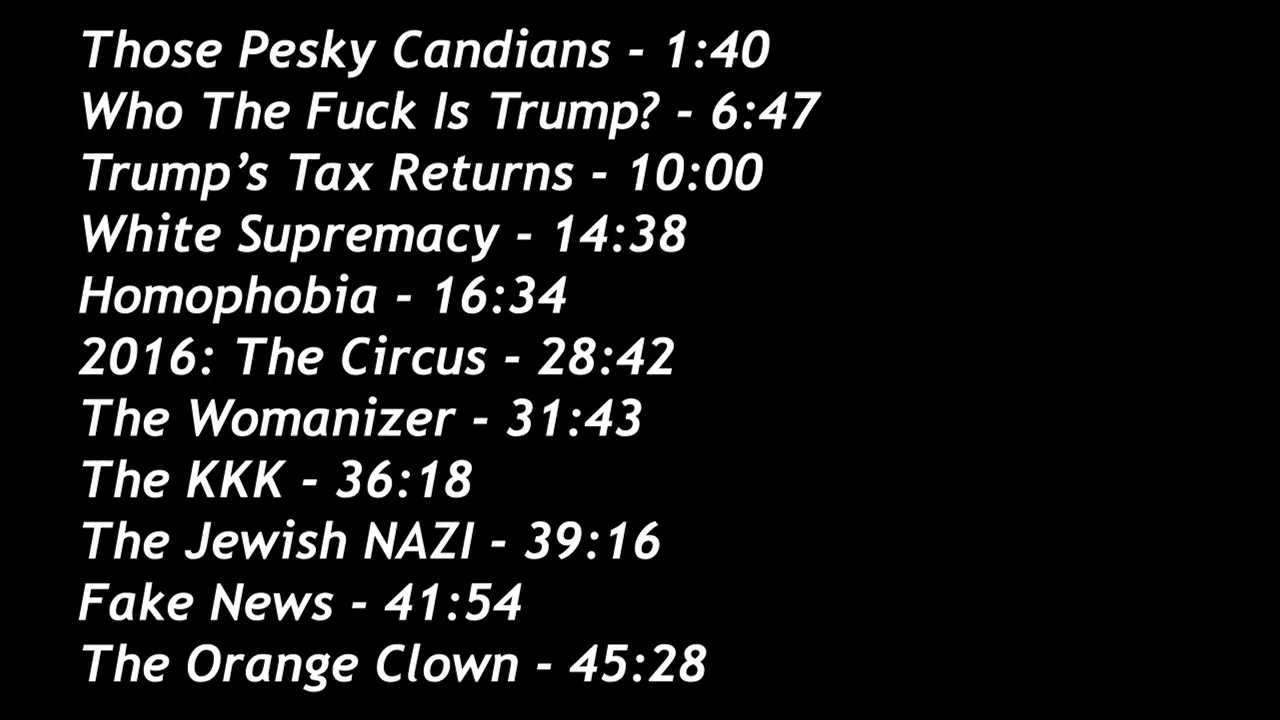 Those Pesky Candians - 1:40
Who The Fuck Is Trump? - 6:47
Trump’s Tax Returns - 10:00
White Supremacy - 14:38
Homophobia - 16:34
2016: The Circus - 28:42
The Womanizer - 31:43
The KKK - 36:18
The Jewish NAZI - 39:16
Fake News - 41:54
The Orange Clown - 45:28